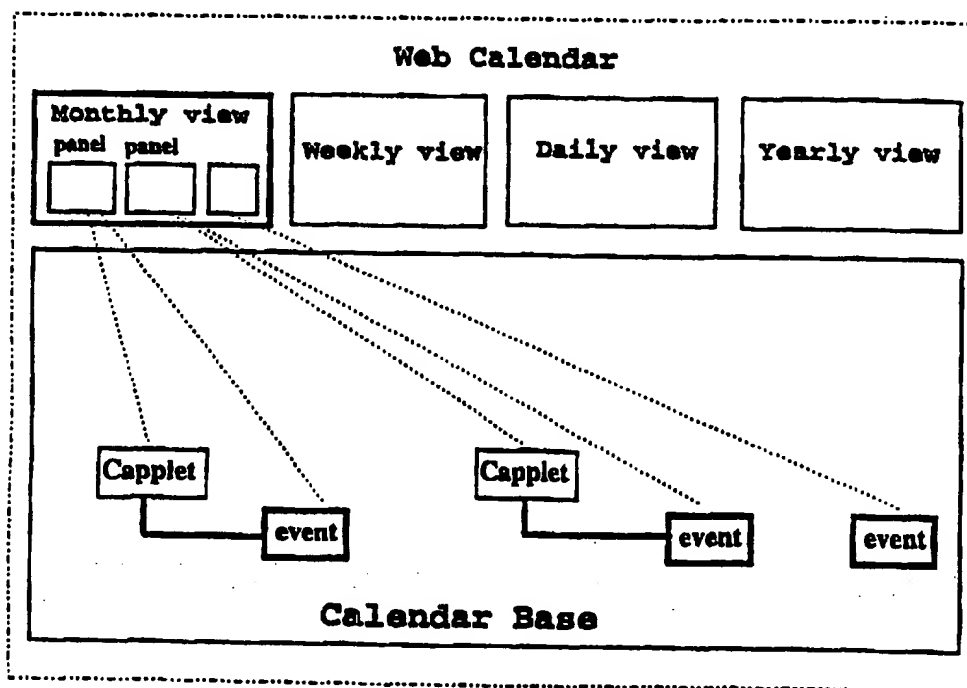 Web Calendar
Monthly view
panel panel
Weekly view
Daily view
Yearly view
Capplet
Capplet
event
event
event
Calendar Base